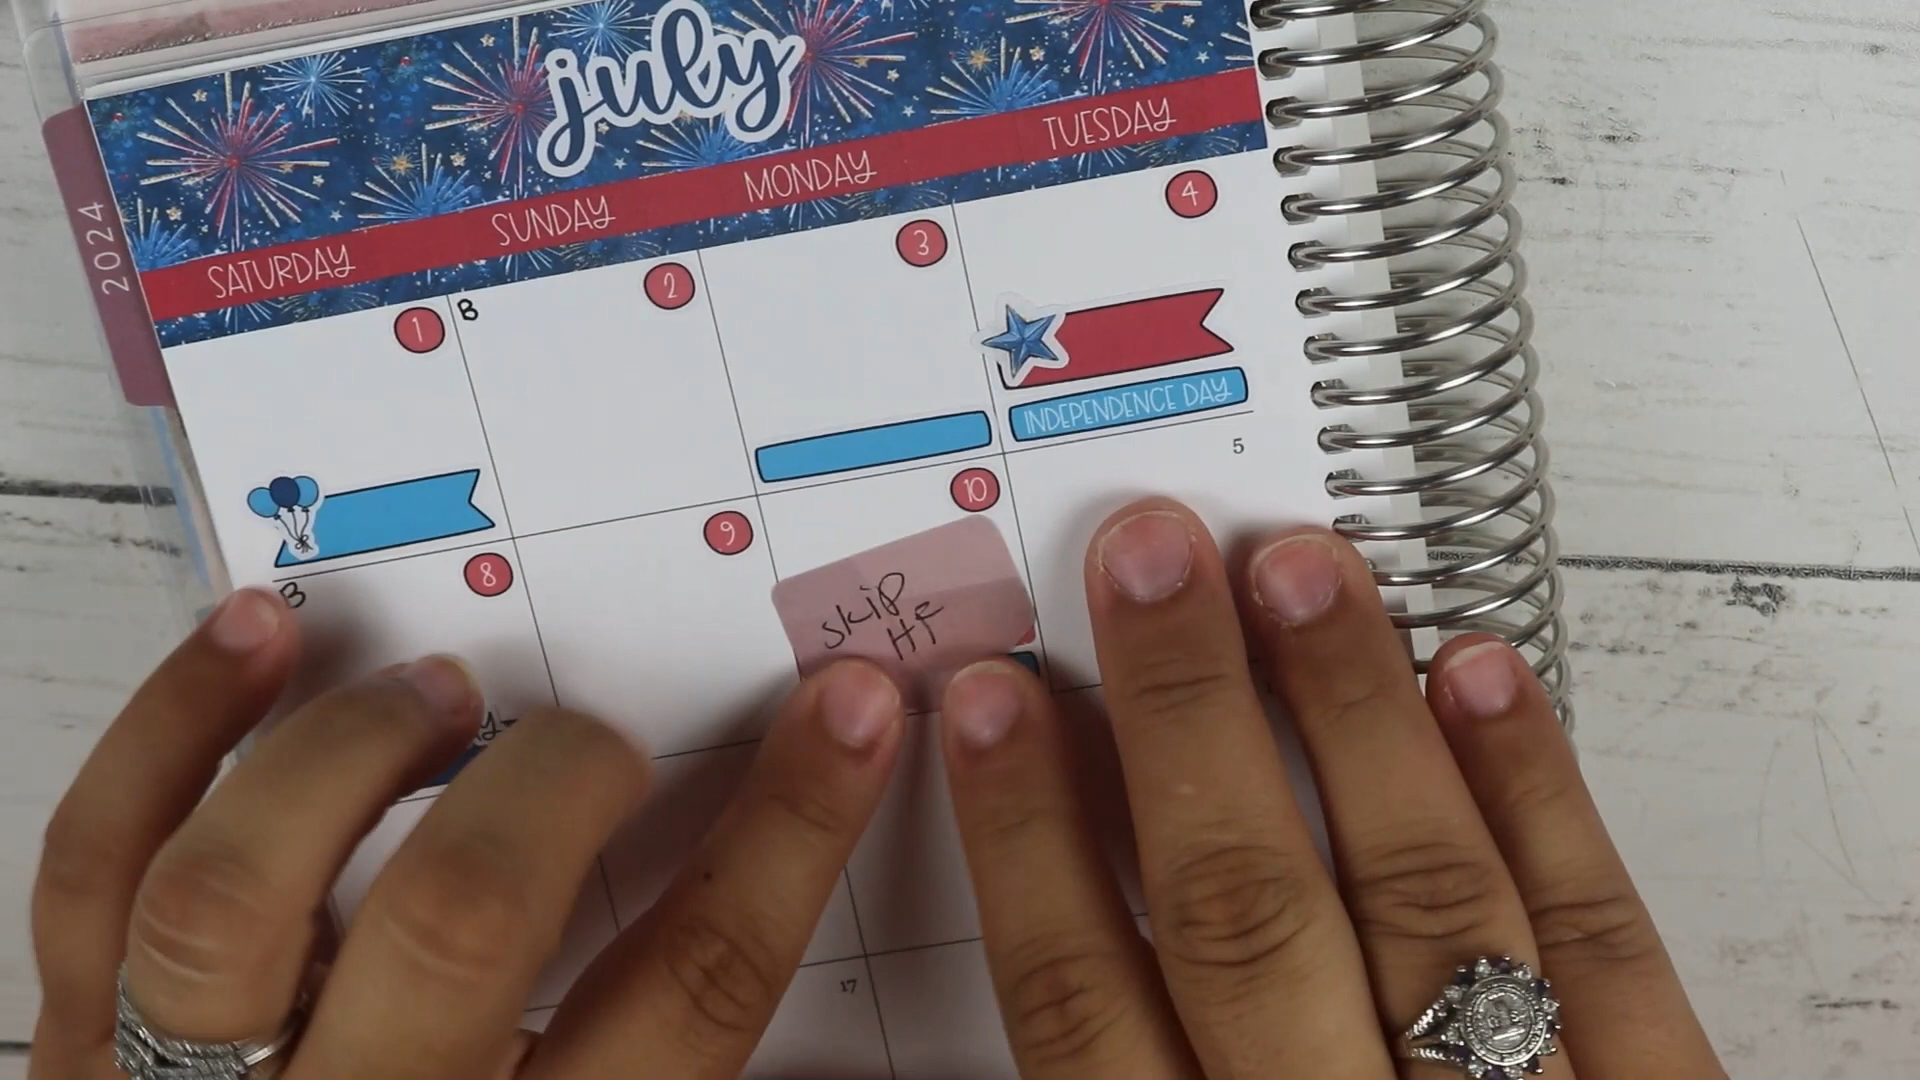 july
SATURDAY SUNDAY MONDAY TUESDAY
2024
1 B 2 3 4
INDEPENDENCE DAY
B 8 9 10 5
skip
HF
17